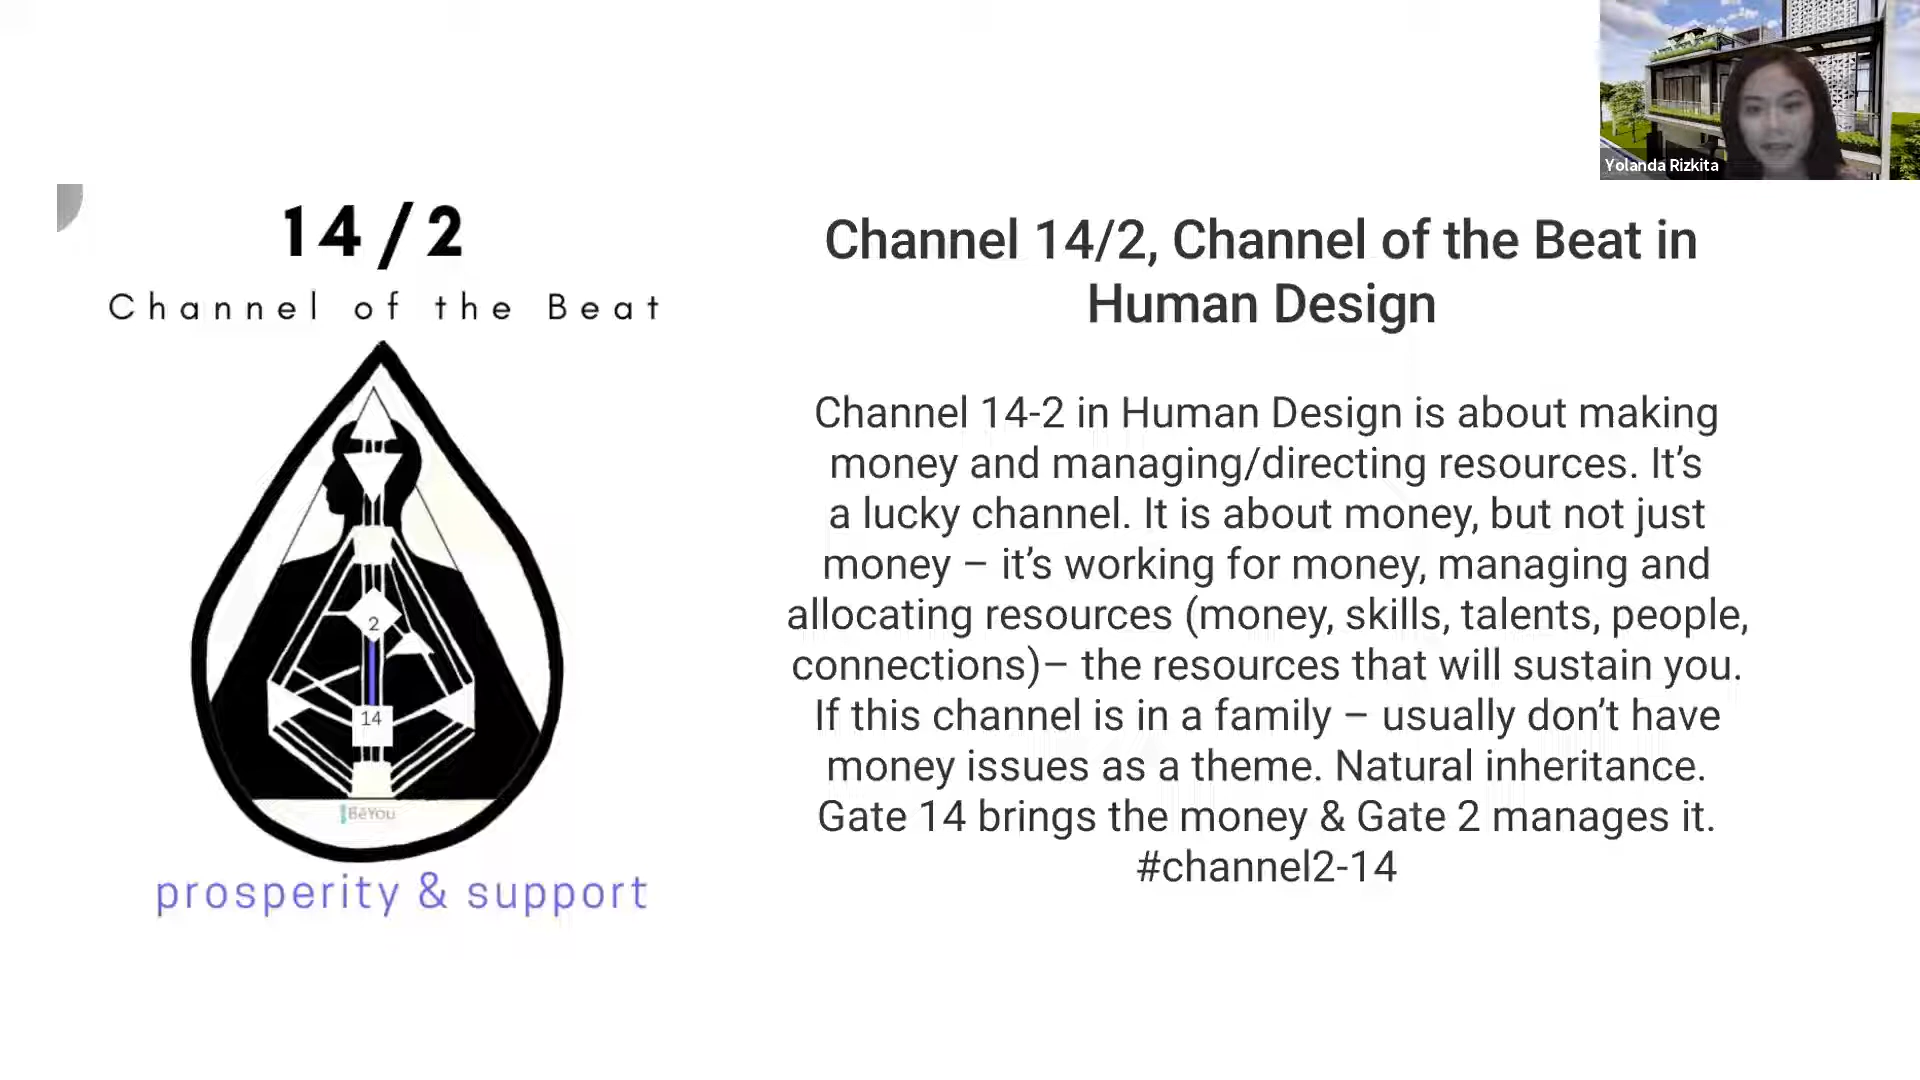 Yolanda Rizkita
14/2
Channel of the Beat
2
14
BeYou
prosperity & support
Channel 14/2, Channel of the Beat in
Human Design
Channel 14-2 in Human Design is about making
money and managing/directing resources. It’s
a lucky channel. It is about money, but not just
money – it’s working for money, managing and
allocating resources (money, skills, talents, people,
connections)– the resources that will sustain you.
If this channel is in a family – usually don’t have
money issues as a theme. Natural inheritance.
Gate 14 brings the money & Gate 2 manages it.
#channel2-14